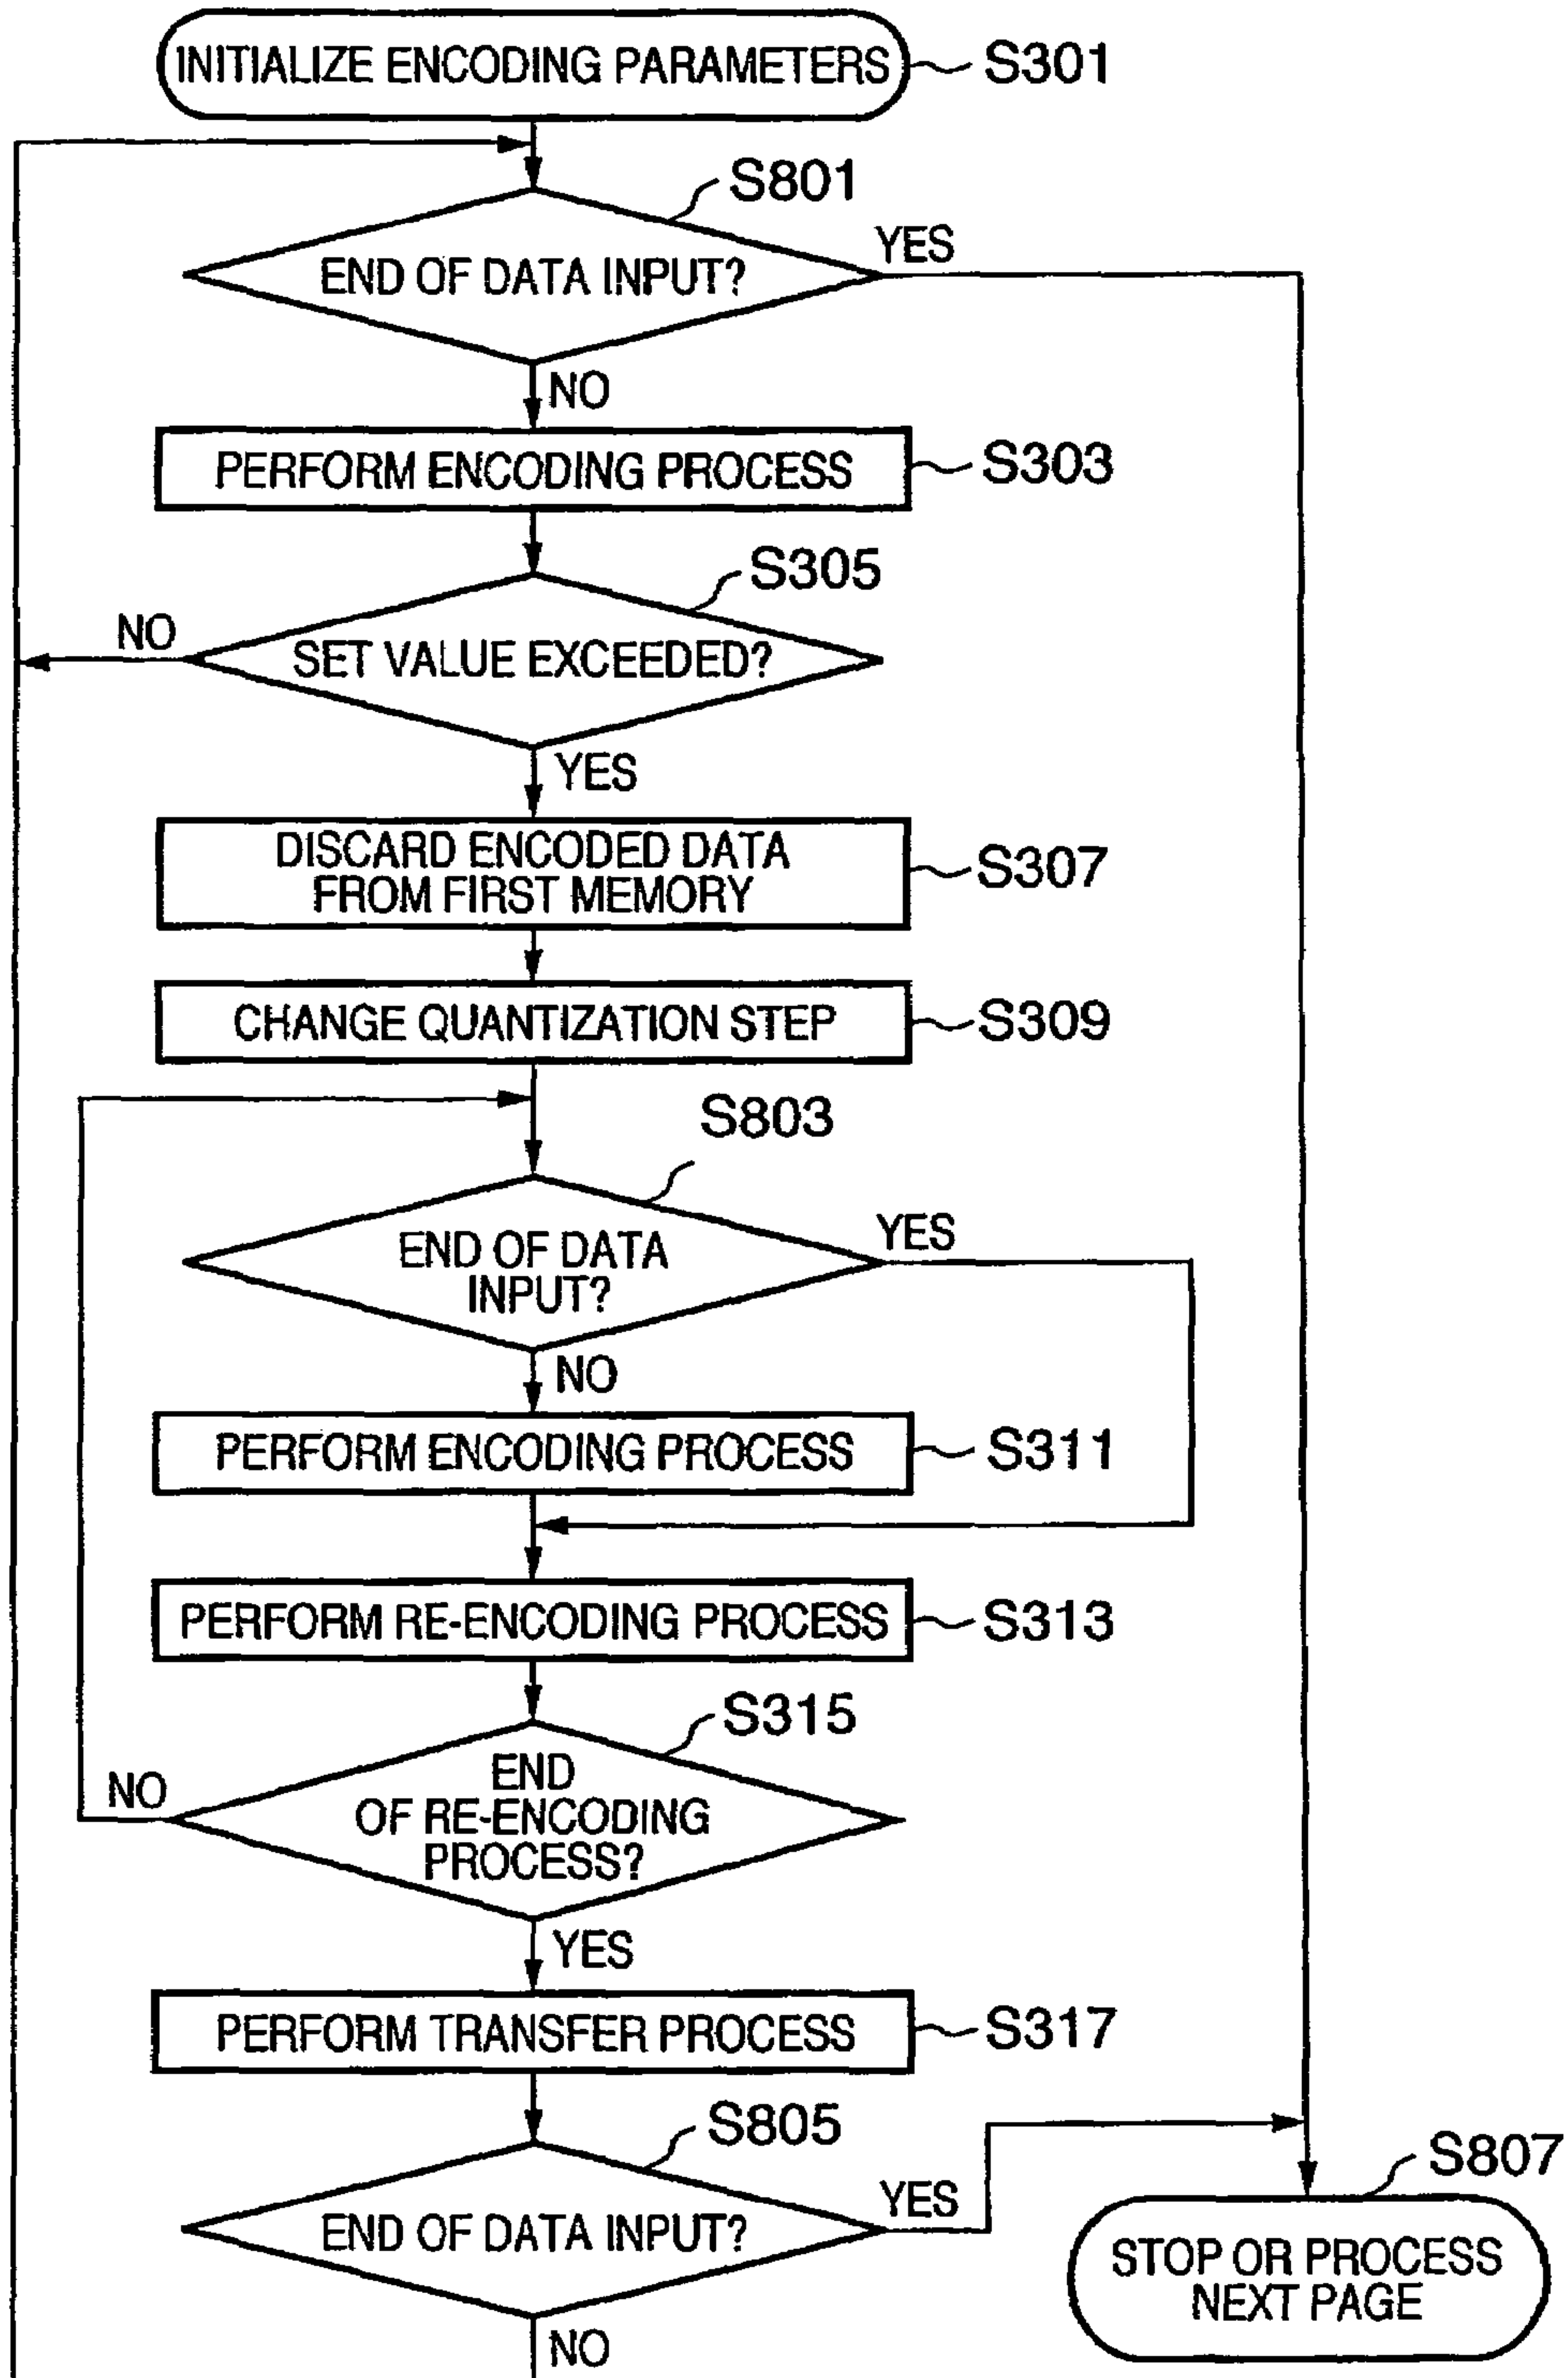 INITIALIZE ENCODING PARAMETERS
S301
S801
END OF DATA INPUT?
YES
NO
PERFORM ENCODING PROCESS
S303
S305
NO
SET VALUE EXCEEDED?
YES
DISCARD ENCODED DATA
FROM FIRST MEMORY
S307
CHANGE QUANTIZATION STEP
S309
S803
END OF DATA
INPUT?
YES
NO
PERFORM ENCODING PROCESS
S311
PERFORM RE-ENCODING PROCESS
S313
S315
NO
END
OF RE-ENCODING
PROCESS?
YES
PERFORM TRANSFER PROCESS
S317
S805
END OF DATA INPUT?
YES
NO
S807
STOP OR PROCESS
NEXT PAGE